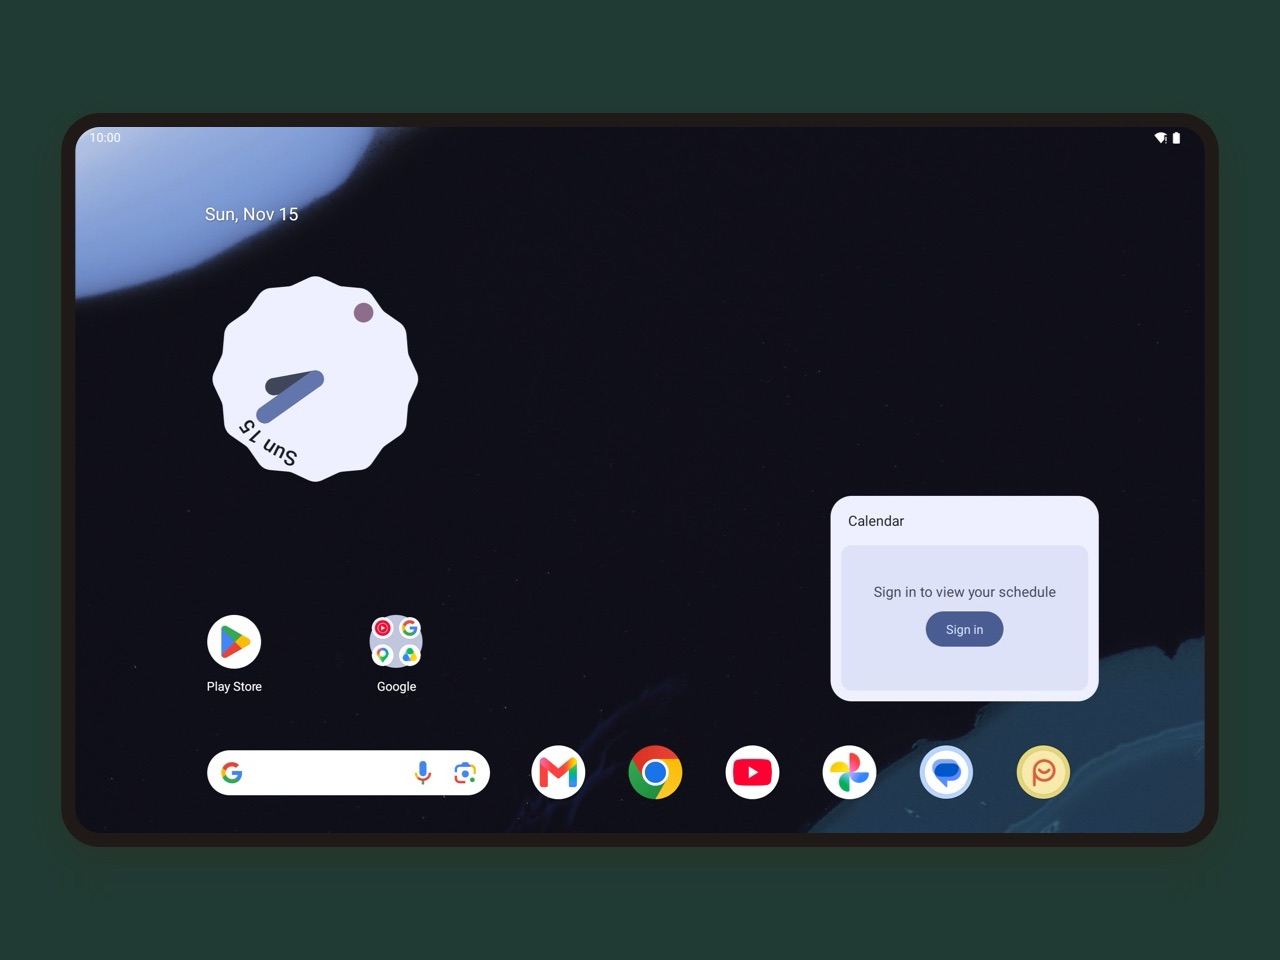 10:00
Sun, Nov 15
Sun 15
Calendar
Sign in to view your schedule
Sign in
Play Store
Google